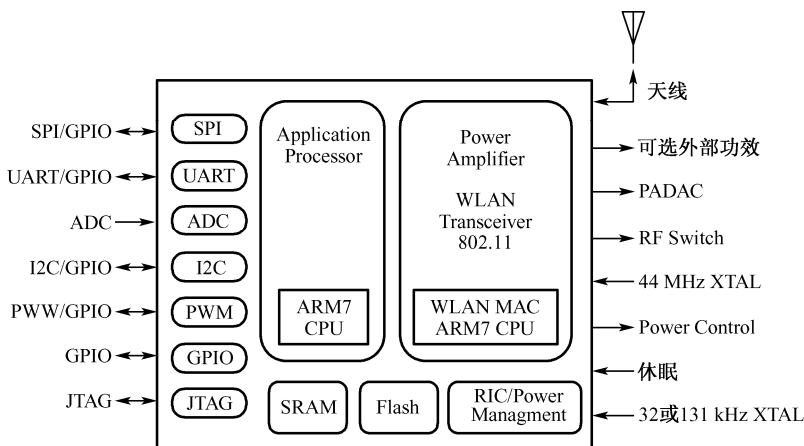 天线
SPI/GPIO
SPI
UART/GPIO
UART
ADC
ADC
I2C/GPIO
I2C
PWW/GPIO
PWM
GPIO
GPIO
JTAG
JTAG
Application
Processor
ARM7
CPU
Power
Amplifier
WLAN
Transceiver
802.11
WLAN MAC
ARM7 CPU
SRAM
Flash
RIC/Power
Managment
可选外部功效
PADAC
RF Switch
44 MHz XTAL
Power Control
休眠
32或131 kHz XTAL